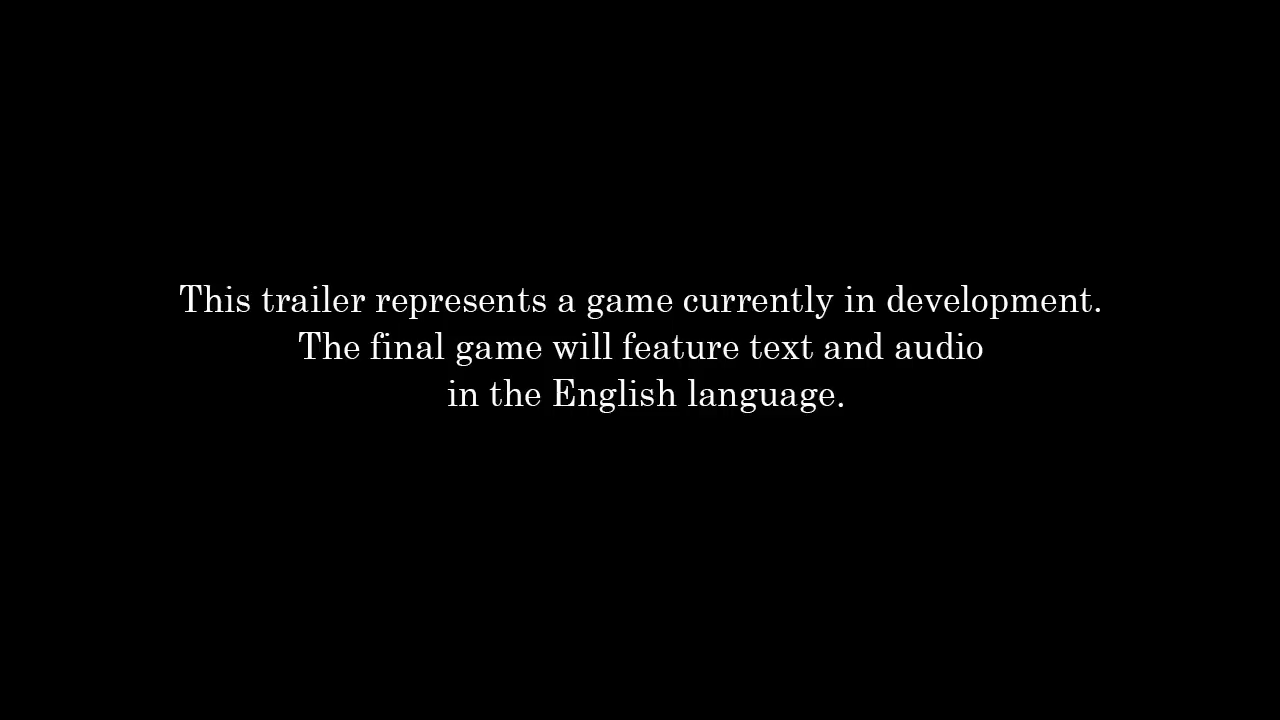 This trailer represents a game currently in development.
The final game will feature text and audio
in the English language.